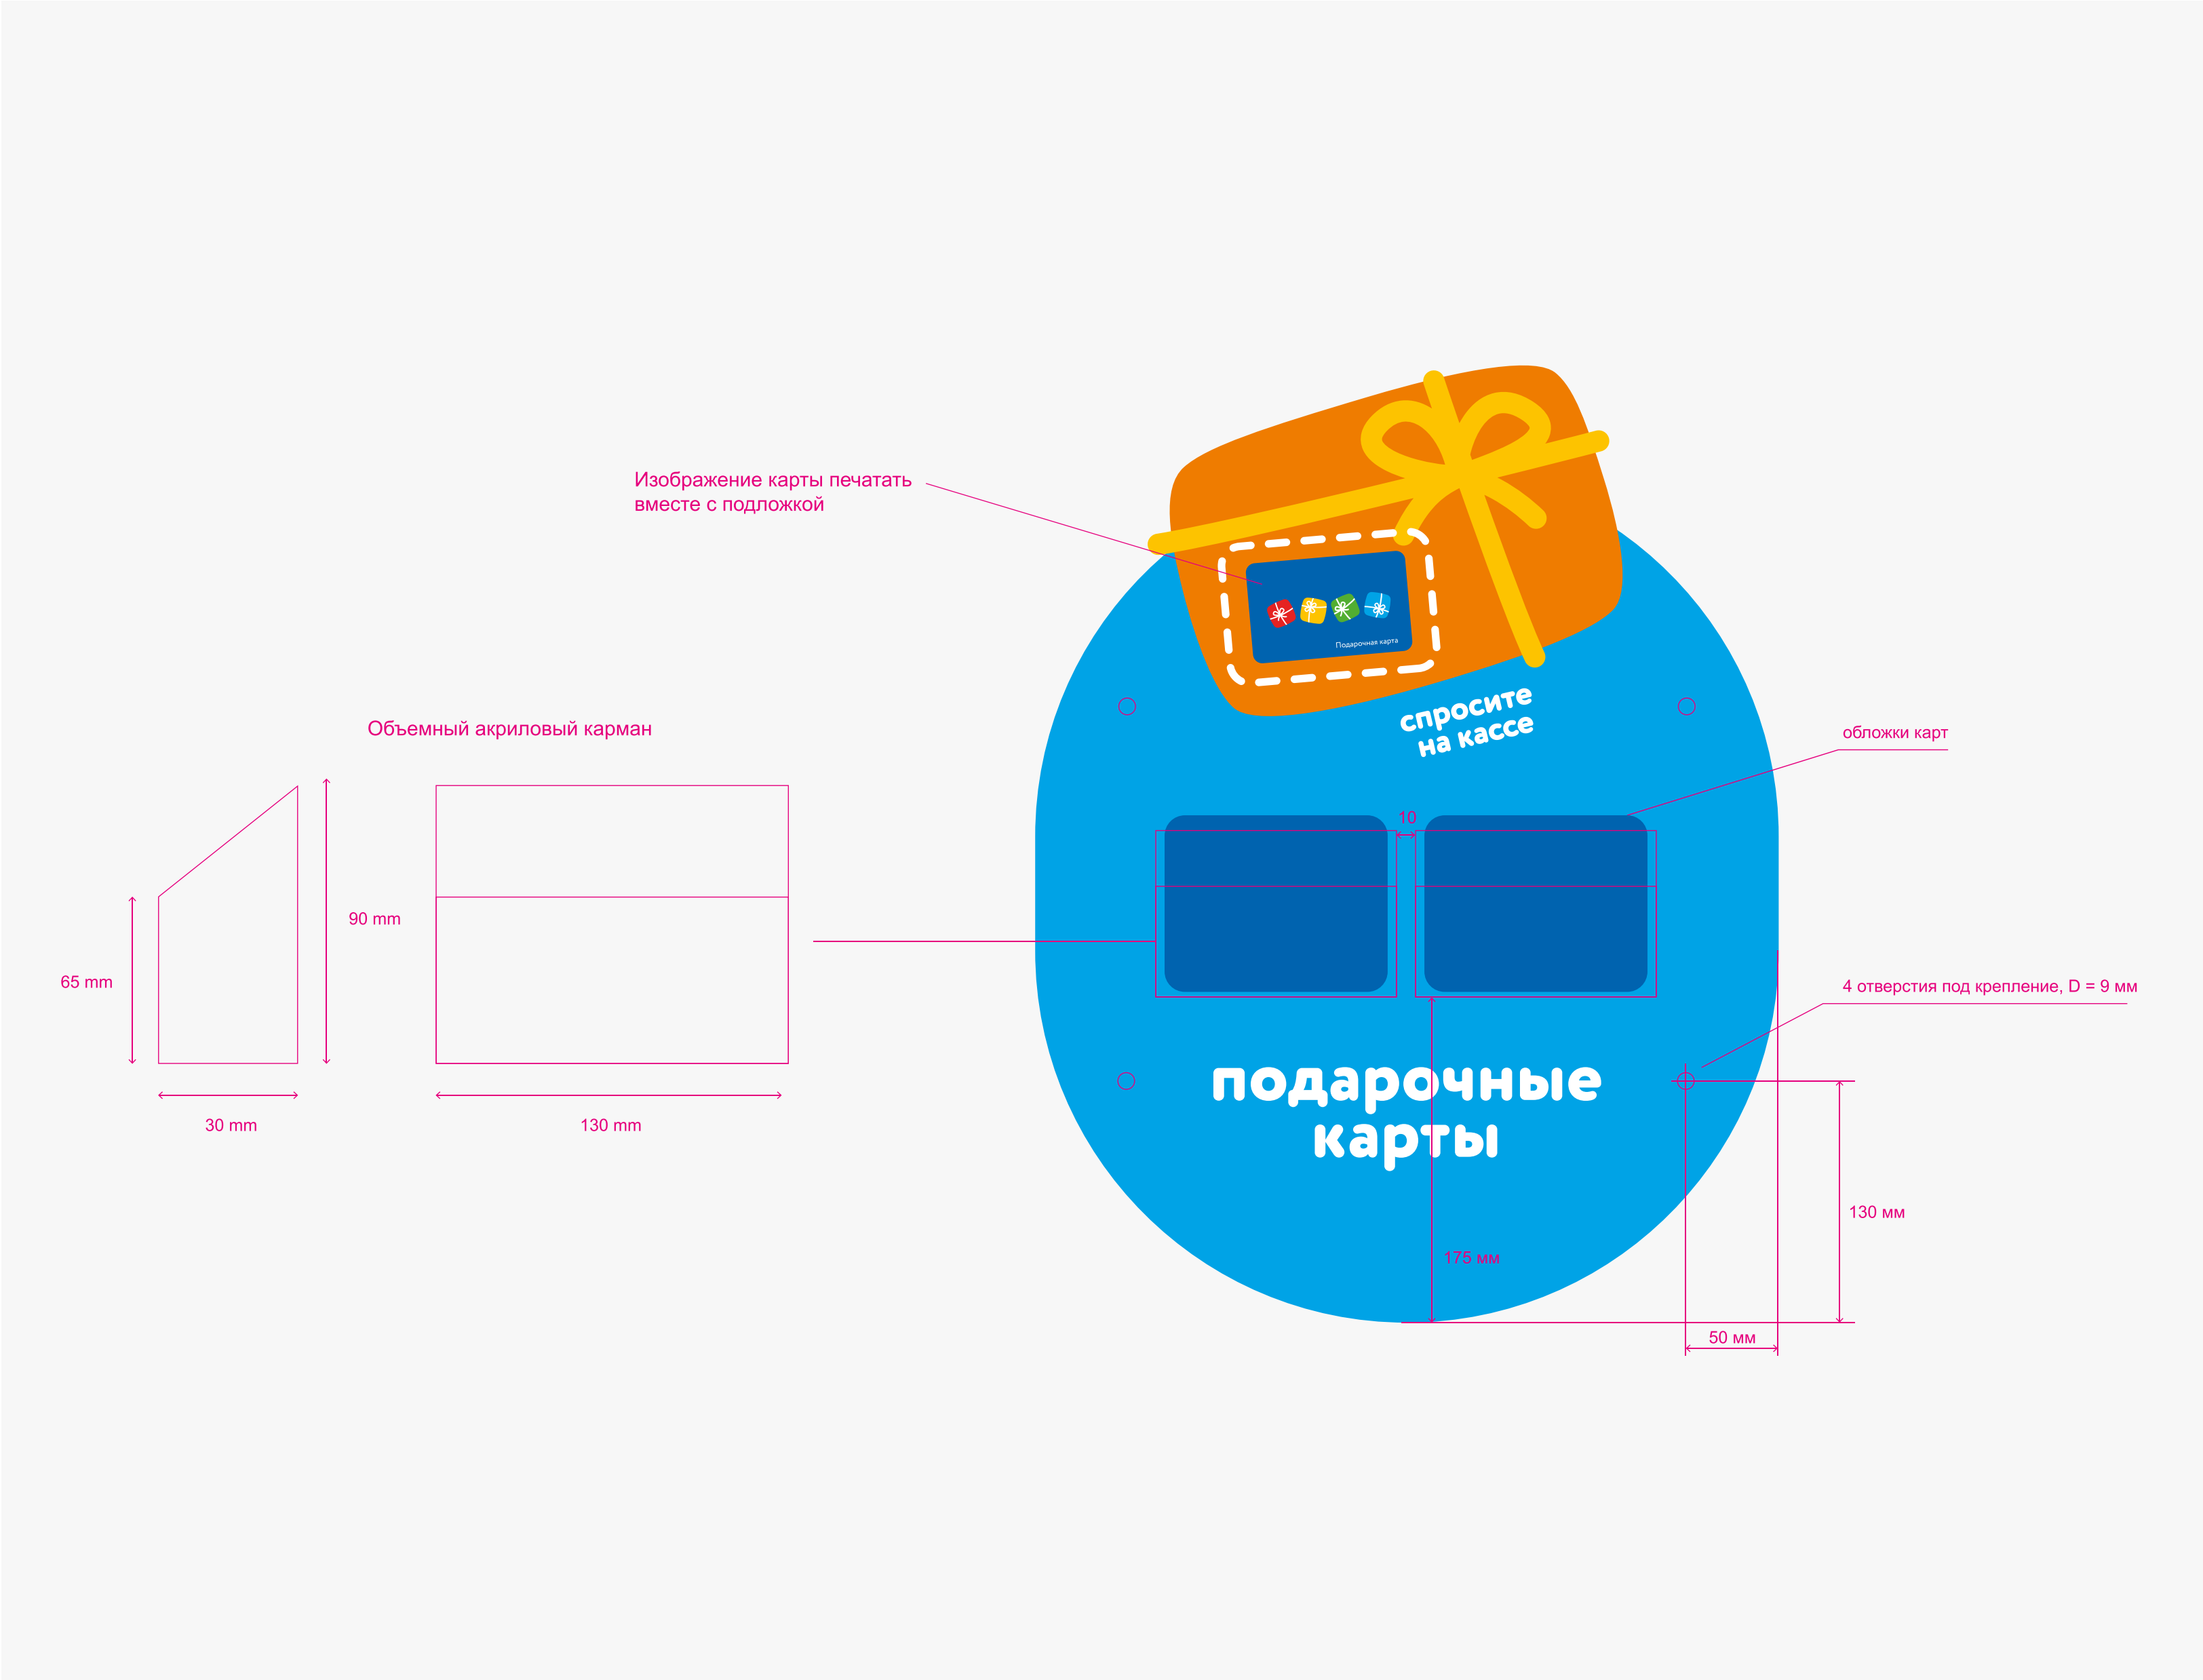 Изображение карты печатать
вместе с подложкой
Подарочная карта
спросите
на кассе
Объемный акриловый карман
обложки карт
10
90 mm
65 mm
4 отверстия под крепление, D = 9 мм
подарочные
карты
30 mm
130 mm
130 мм
175 мм
50 мм